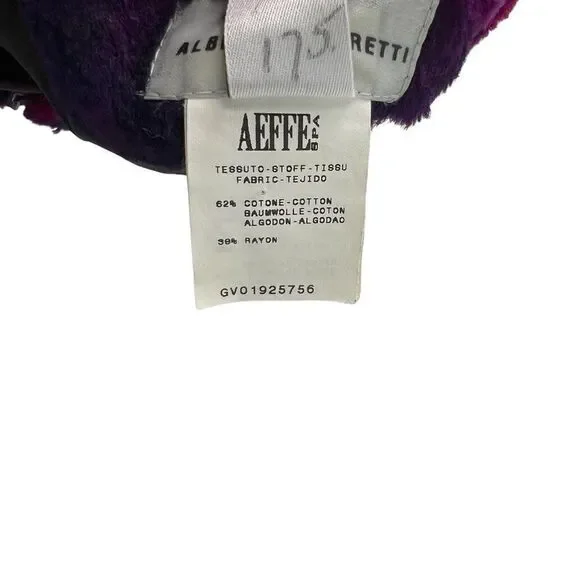 ALB RETTI
175
AEFFE SPA
TESSUTO-STOFF-TISSU
FABRIC-TEJIDO
62% COTONE-COTTON
BAUMWOLLE-COTON
ALGODON-ALGODAO
38% RAYON
GV01925756